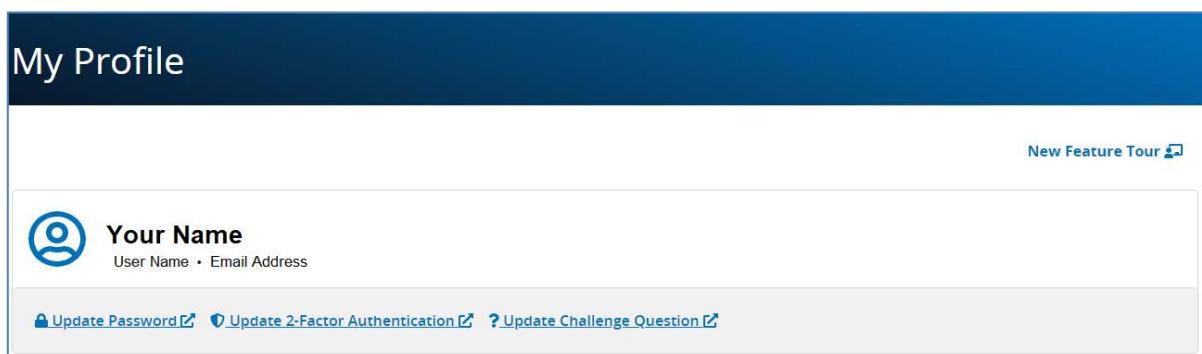 My Profile
New Feature Tour
Your Name
User Name • Email Address
Update Password Update 2-Factor Authentication ? Update Challenge Question